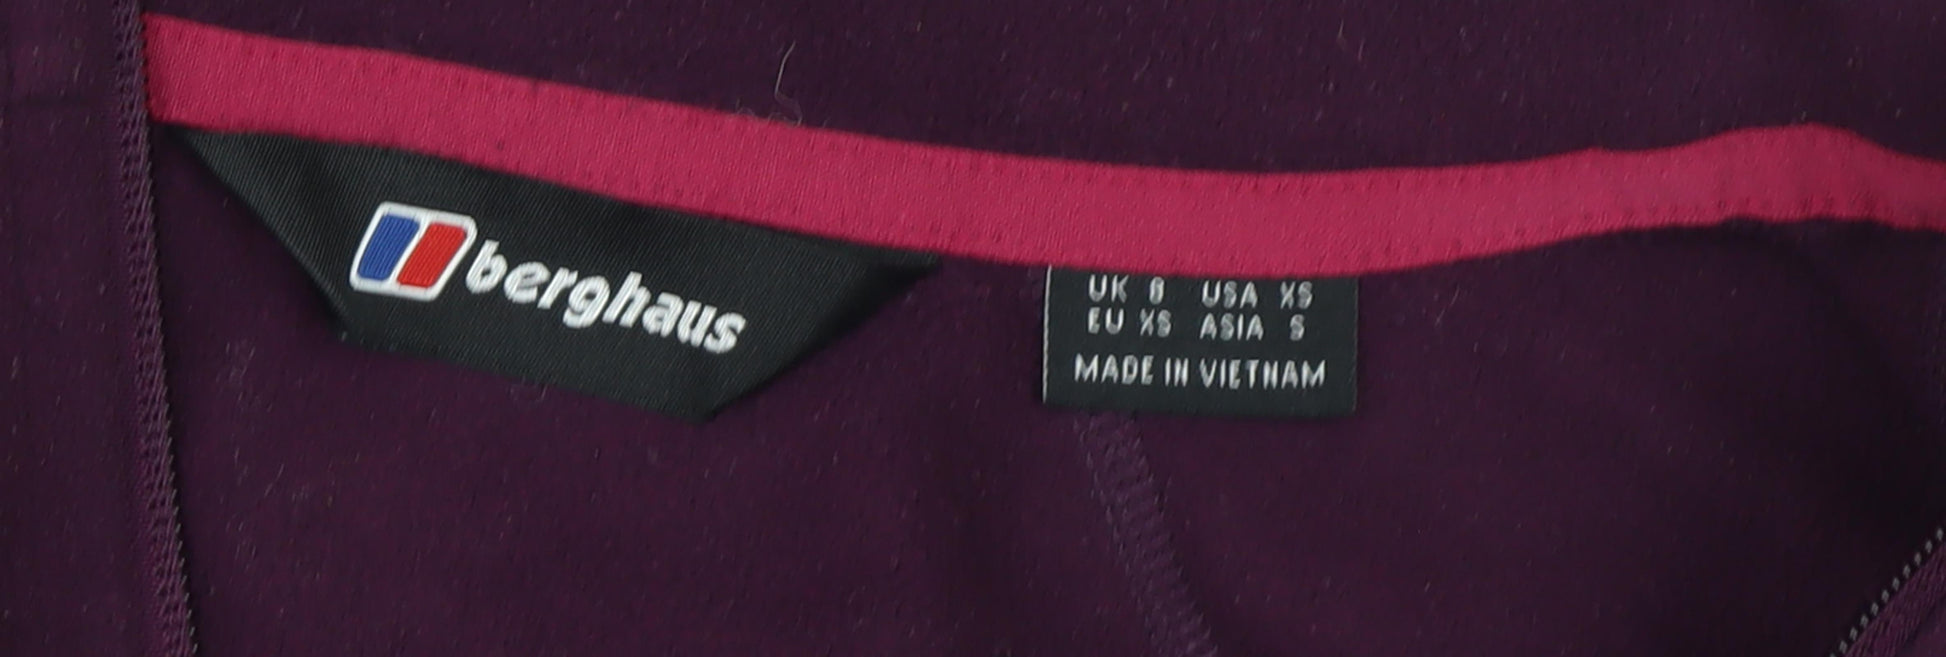 berghaus
UK 8 USA XS
EU XS ASIA S
MADE IN VIETNAM